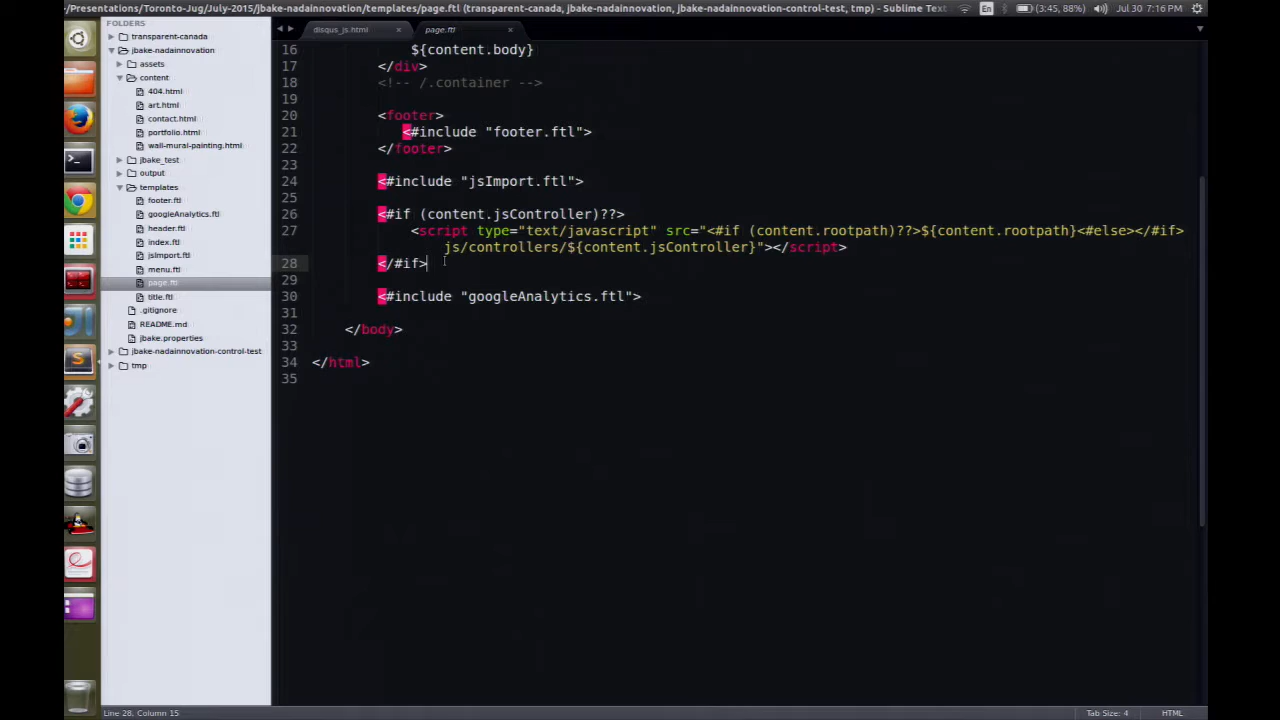 -/Presentations/Toronto-Jug/July-2015/jbake-nadainnovation/templates/page.ftl (transparent-canada, jbake-nadainnovation, jbake-nadainnovation-control-test, tmp) - Sublime Text
En
(3:45, 88%)
Jul 30 7:16 PM
FOLDERS
transparent-canada
jbake-nadainnovation
assets
content
404.html
art.html
contact.html
portfolio.html
wall-mural-painting.html
jbake_test
output
templates
footer.ftl
googleAnalytics.ftl
header.ftl
index.ftl
jsImport.ftl
menu.ftl
page.ftl
title.ftl
.gitignore
README.md
jbake.properties
jbake-nadainnovation-control-test
tmp
disqus_js.html ×
page.ftl ×
16 ${content.body}
17 </div>
18 <!-- /.container -->
19
20 <footer>
21 <#include "footer.ftl">
22 </footer>
23
24 <#include "jsImport.ftl">
25
26 <#if (content.jsController)??>
27 <script type="text/javascript" src="<#if (content.rootpath)??>${content.rootpath}<#else></#if>
js/controllers/${content.jsController}"></script>
28 </#if>
29
30 <#include "googleAnalytics.ftl">
31
32 </body>
33
34 </html>
35
Line 28, Column 15
Tab Size: 4
HTML